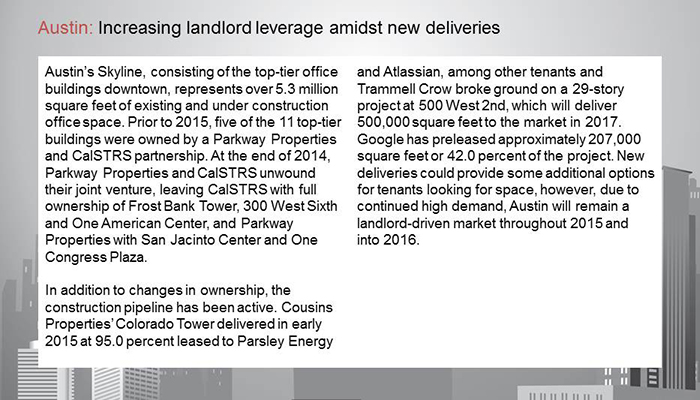 Austin: Increasing landlord leverage amidst new deliveries
Austin's Skyline, consisting of the top-tier office
buildings downtown, represents over 5.3 million
square feet of existing and under construction
office space. Prior to 2015, five of the 11 top-tier
buildings were owned by a Parkway Properties
and CalSTRS partnership. At the end of 2014,
Parkway Properties and CalSTRS unwound
their joint venture, leaving CalSTRS with full
ownership of Frost Bank Tower, 300 West Sixth
and One American Center, and Parkway
Properties with San Jacinto Center and One
Congress Plaza.
In addition to changes in ownership, the
construction pipeline has been active. Cousins
Properties' Colorado Tower delivered in early
2015 at 95.0 percent leased to Parsley Energy
and Atlassian, among other tenants and
Trammell Crow broke ground on a 29-story
project at 500 West 2nd, which will deliver
500,000 square feet to the market in 2017.
Google has preleased approximately 207,000
square feet or 42.0 percent of the project. New
deliveries could provide some additional options
for tenants looking for space, however, due to
continued high demand, Austin will remain a
landlord-driven market throughout 2015 and
into 2016.